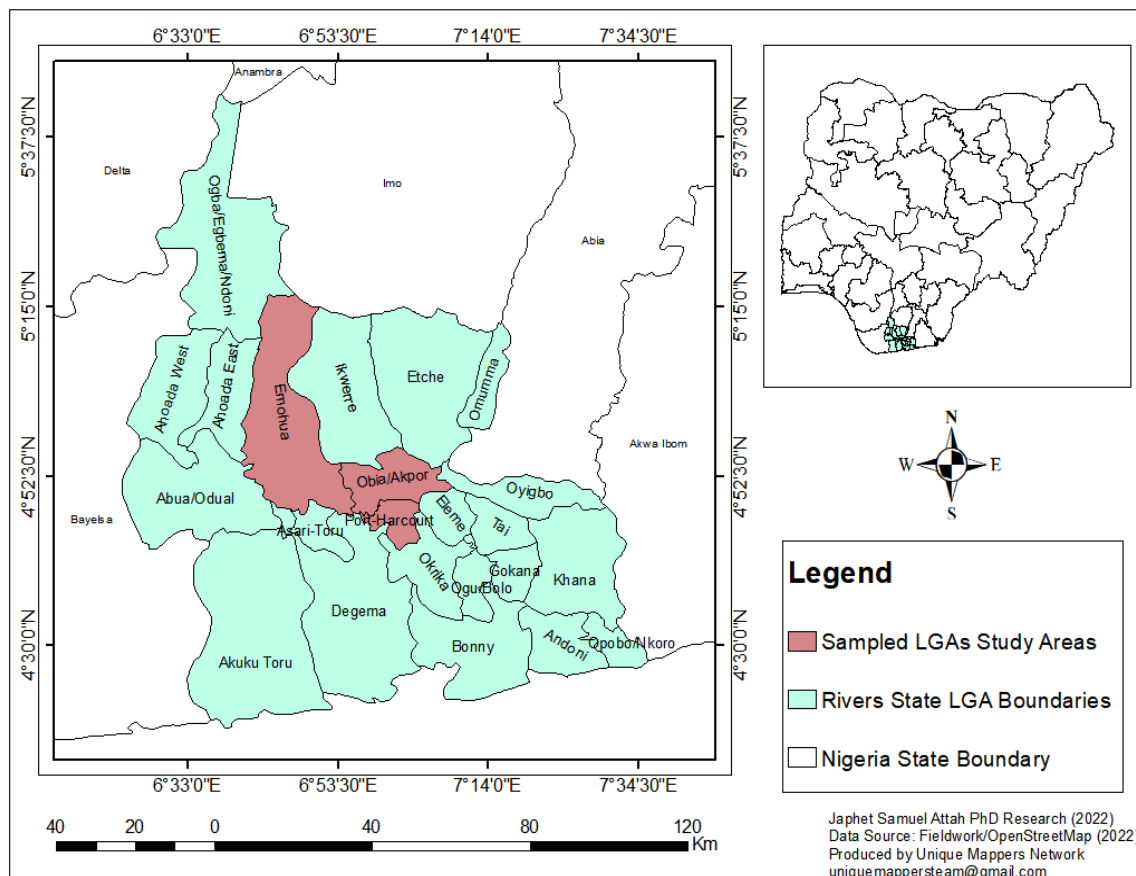 6°33'0"E 6°53'30"E 7°14'0"E 7°34'30"E
5°37'30"N
5°15'0"N
4°52'30"N
4°30'0"N
5°37'30"N
5°15'0"N
4°52'30"N
4°30'0"N
Anambra
Delta
Imo
Abia
Ogba/Egbema/Ndoni
Ahoada West
Ahoada East
Emohua
Ikwerre
Etche
Omumma
Akwa Ibom
Obia/Akpor
Oyigbo
Abua/Odual
Bayelsa
Asari-Toru
Port-Harcourt
Eleme
Tai
Okrika
Ogu/Bolo
Gokana
Khana
Degema
Bonny
Andoni
Opobo/Nkoro
Akuku Toru
6°33'0"E 6°53'30"E 7°14'0"E 7°34'30"E
40 20 0 40 80 120
Km
N
W E
S
Legend
Sampled LGAs Study Areas
Rivers State LGA Boundaries
Nigeria State Boundary
Japhet Samuel Attah PhD Research (2022)
Data Source: Fieldwork/OpenStreetMap (2022)
Produced by Unique Mappers Network
uniquemappersteam@gmail.com